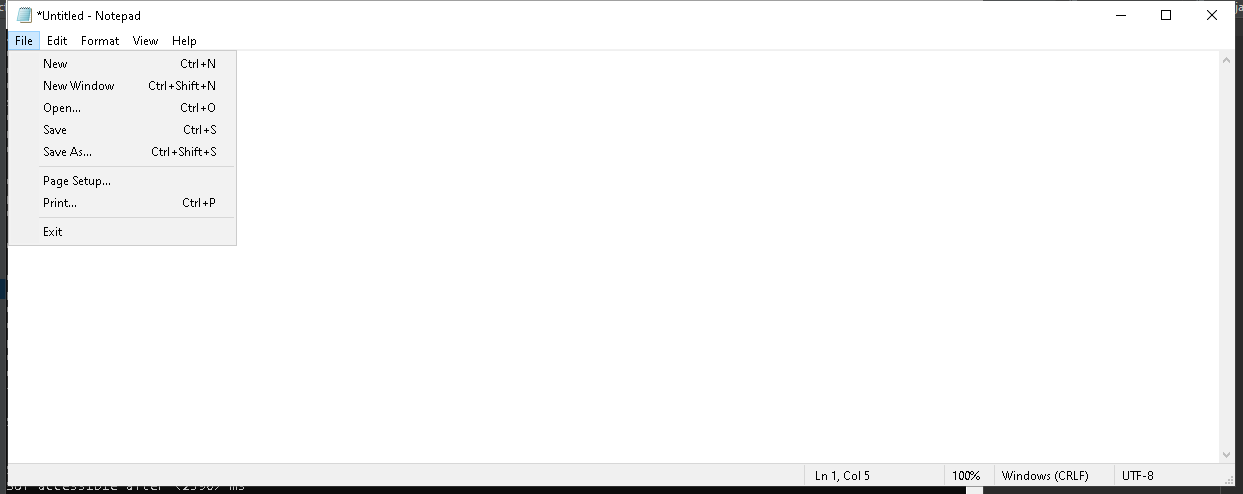 *Untitled - Notepad
File Edit Format View Help
New Ctrl+N
New Window Ctrl+Shift+N
Open... Ctrl+O
Save Ctrl+S
Save As... Ctrl+Shift+S
Page Setup...
Print... Ctrl+P
Exit
Ln 1, Col 5 100% Windows (CRLF) UTF-8
accessible after ms